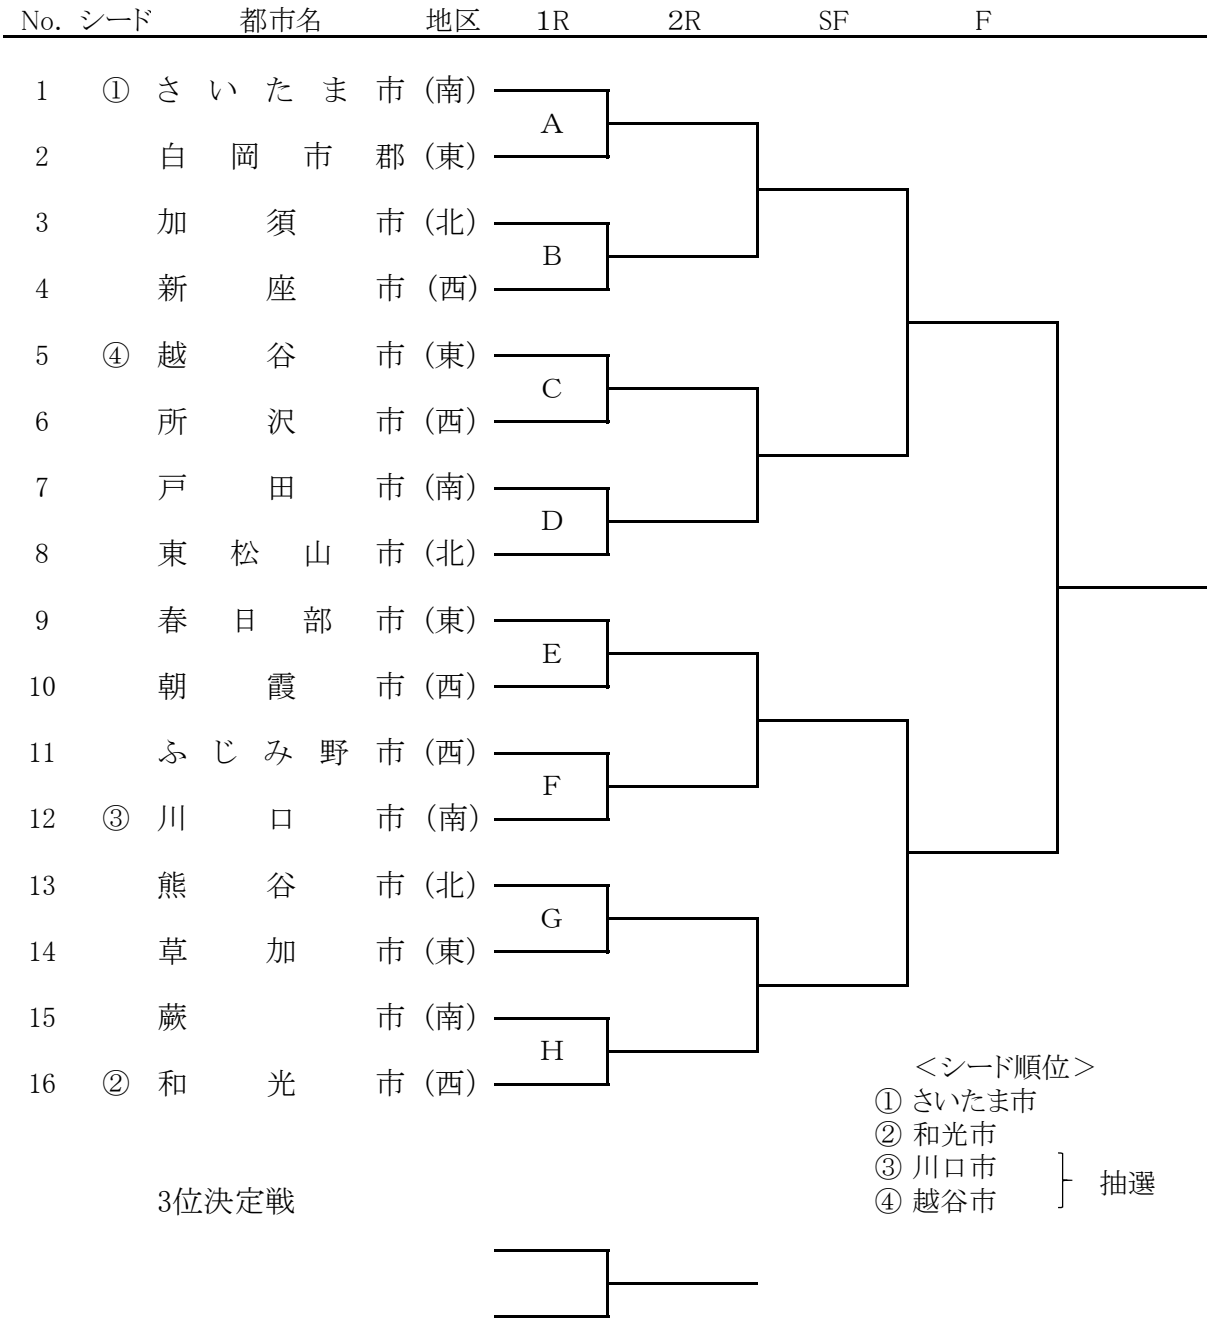 No. シード 都市名 地区 1R 2R SF F
1 ① さいたま市 (南)
A
2 白岡市郡 (東)
3 加須市 (北)
B
4 新座市 (西)
5 ④ 越谷市 (東)
C
6 所沢市 (西)
7 戸田市 (南)
D
8 東松山市 (北)
9 春日部市 (東)
E
10 朝霞市 (西)
11 ふじみ野市 (西)
F
12 ③ 川口市 (南)
13 熊谷市 (北)
G
14 草加市 (東)
15 蕨市 (南)
H
16 ② 和光市 (西)
＜シード順位＞
① さいたま市
② 和光市
③ 川口市
④ 越谷市
抽選
3位決定戦